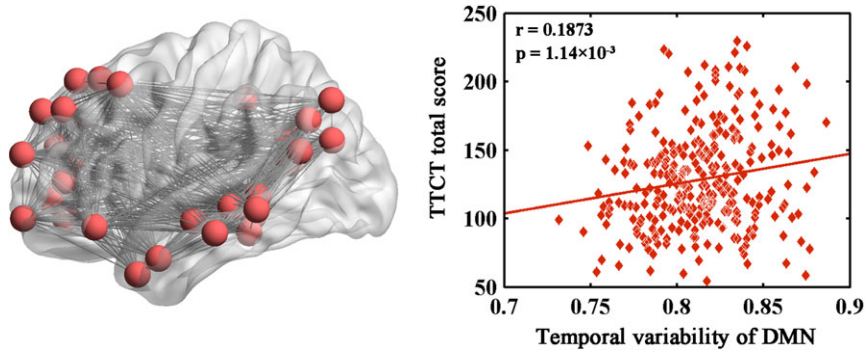 r = 0.1873
p = 1.14×10⁻³
TTCT total score
250
200
150
100
50
0.7 0.75 0.8 0.85 0.9
Temporal variability of DMN